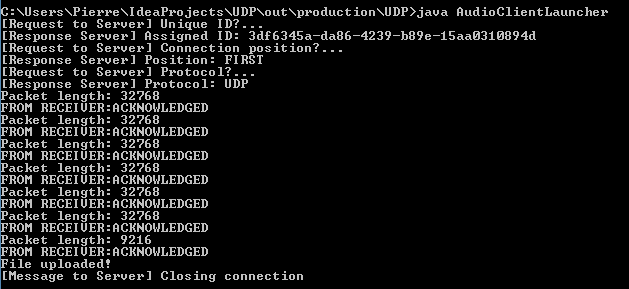 C:\Users\Pierre\IdeaProjects\UDP\out\production\UDP>java AudioClientLauncher
[Request to Server] Unique ID?...
[Response Server] Assigned ID: 3df6345a-da86-4239-b89e-15aa0310894d
[Request to Server] Connection position?...
[Response Server] Position: FIRST
[Request to Server] Protocol?...
[Response Server] Protocol: UDP
Packet length: 32768
FROM RECEIVER:ACKNOWLEDGED
Packet length: 32768
FROM RECEIVER:ACKNOWLEDGED
Packet length: 32768
FROM RECEIVER:ACKNOWLEDGED
Packet length: 32768
FROM RECEIVER:ACKNOWLEDGED
Packet length: 32768
FROM RECEIVER:ACKNOWLEDGED
Packet length: 32768
FROM RECEIVER:ACKNOWLEDGED
Packet length: 9216
FROM RECEIVER:ACKNOWLEDGED
File uploaded!
[Message to Server] Closing connection